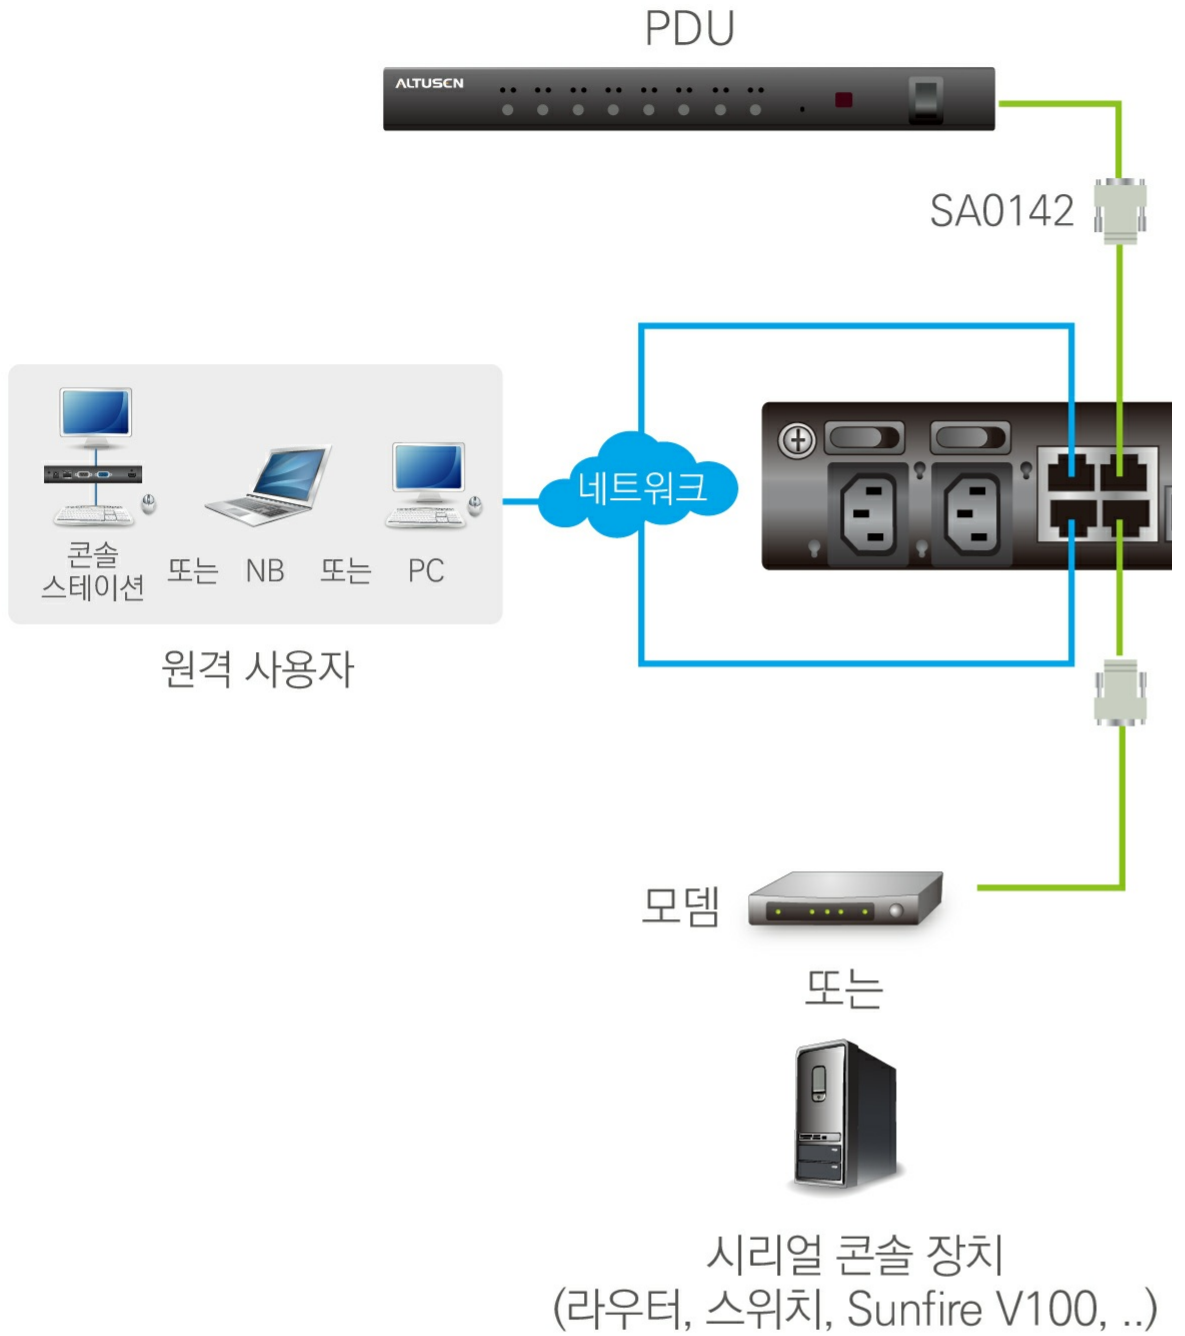 PDU
ALTUSCN
SA0142
네트워크
콘솔
스테이션
또는 NB 또는 PC
원격 사용자
모뎀
또는
시리얼 콘솔 장치
(라우터, 스위치, Sunfire V100, ..)